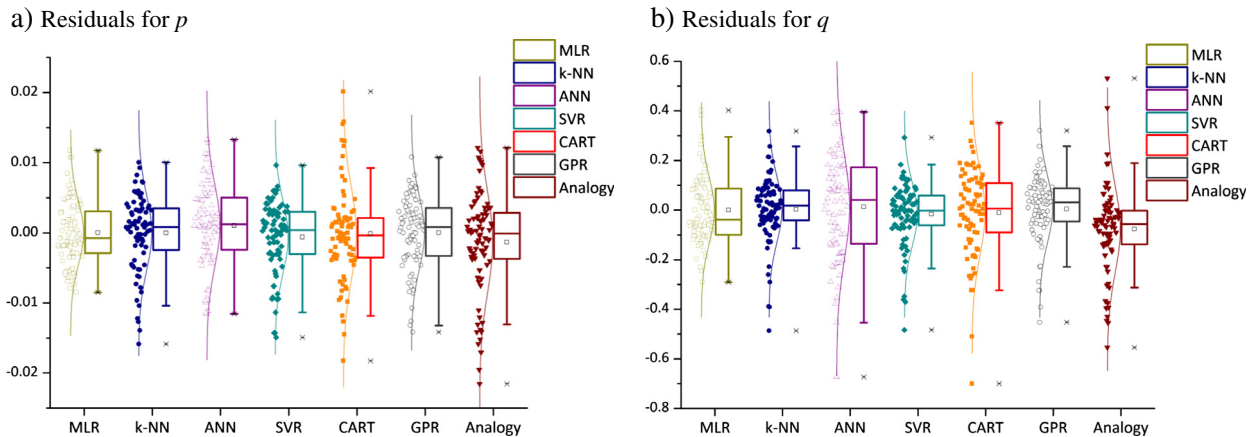 a) Residuals for p
MLR
k-NN
ANN
SVR
CART
GPR
Analogy
0.02
0.01
0.00
-0.01
-0.02
MLR k-NN ANN SVR CART GPR Analogy
b) Residuals for q
MLR
k-NN
ANN
SVR
CART
GPR
Analogy
0.6
0.4
0.2
0.0
-0.2
-0.4
-0.6
-0.8
MLR k-NN ANN SVR CART GPR Analogy